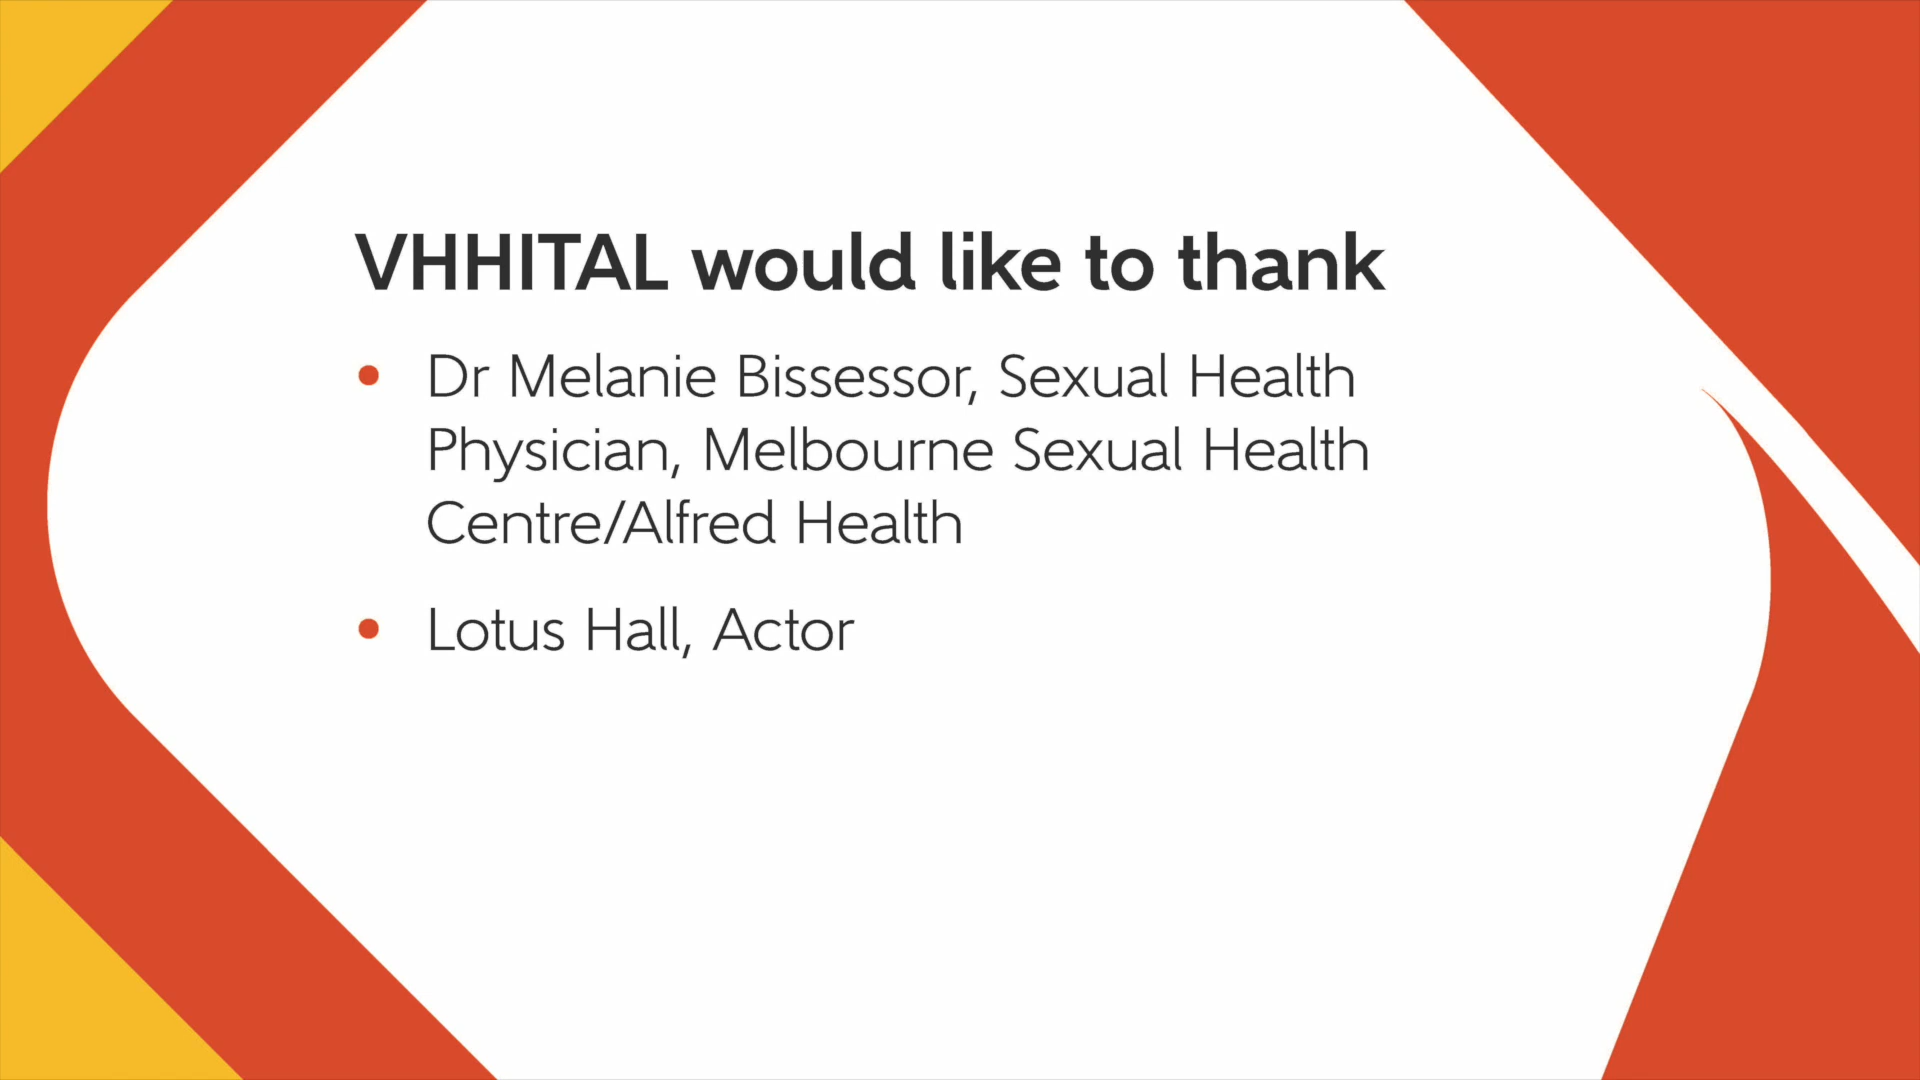 VHHITAL would like to thank
• Dr Melanie Bissessor, Sexual Health
Physician, Melbourne Sexual Health
Centre/Alfred Health
• Lotus Hall, Actor